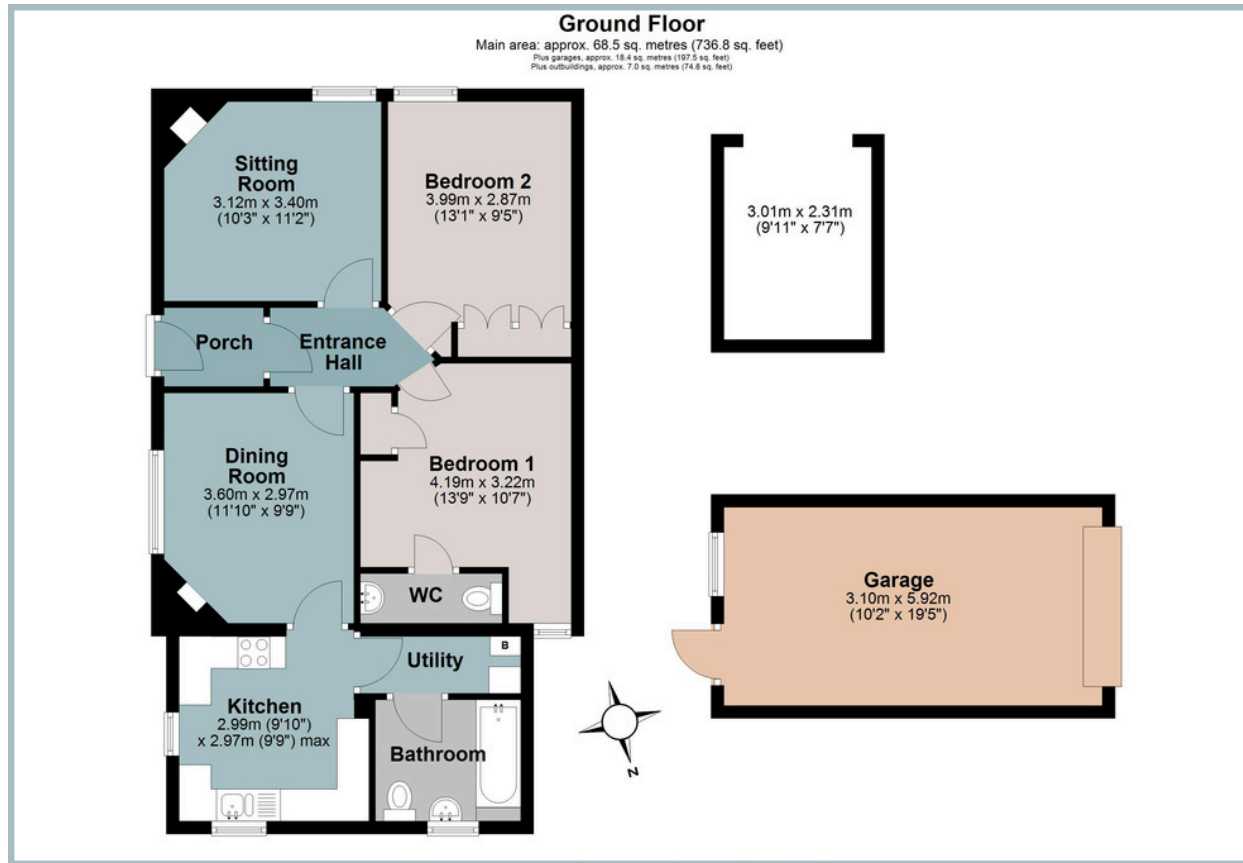 Ground Floor
Main area: approx. 68.5 sq. metres (736.8 sq. feet)
Plus garages, approx. 18.4 sq. metres (197.5 sq. feet)
Plus outbuildings, approx. 7.0 sq. metres (74.8 sq. feet)
Sitting
Room
3.12m x 3.40m
(10'3" x 11'2")
Bedroom 2
3.99m x 2.87m
(13'1" x 9'5")
3.01m x 2.31m
(9'11" x 7'7")
Porch
Entrance
Hall
Dining
Room
3.60m x 2.97m
(11'10" x 9'9")
Bedroom 1
4.19m x 3.22m
(13'9" x 10'7")
WC
Garage
3.10m x 5.92m
(10'2" x 19'5")
B
Utility
Kitchen
2.99m (9'10")
x 2.97m (9'9") max
Bathroom
N